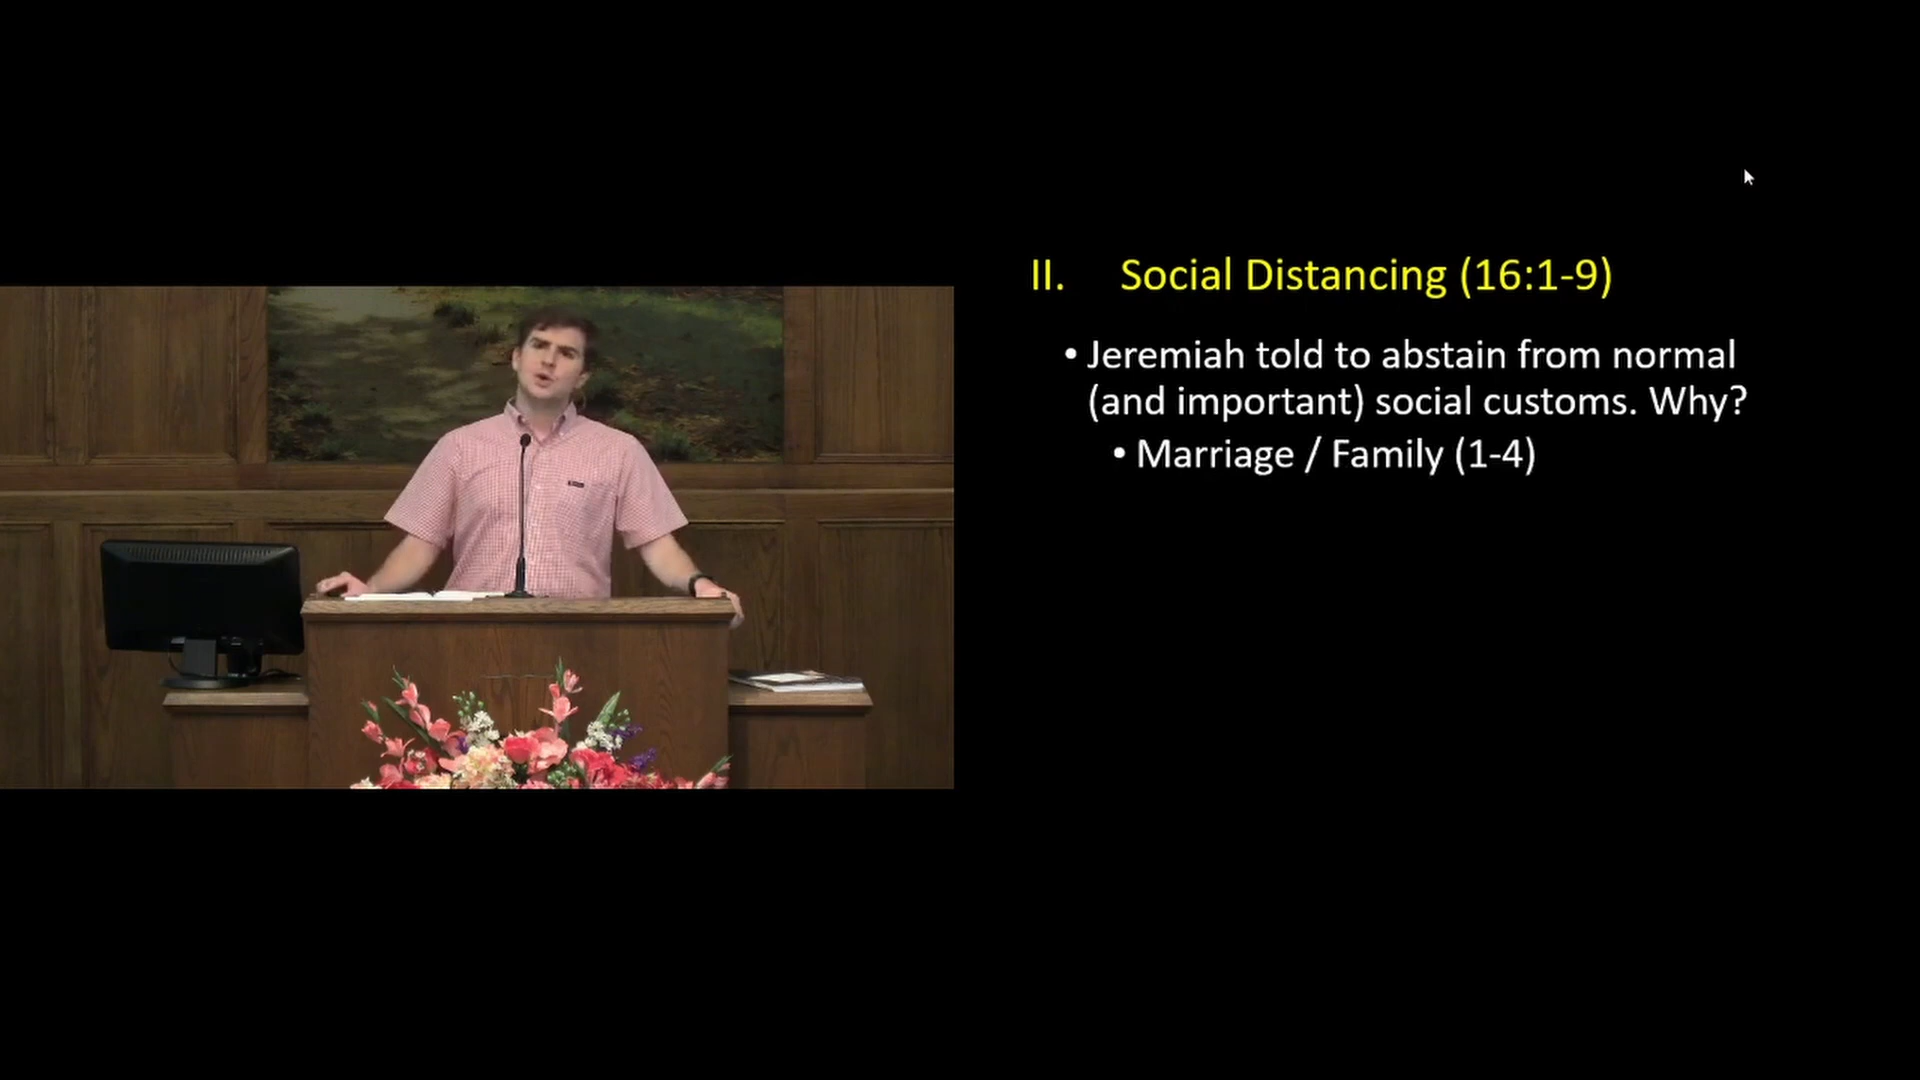 II. Social Distancing (16:1-9)
• Jeremiah told to abstain from normal
(and important) social customs. Why?
• Marriage / Family (1-4)